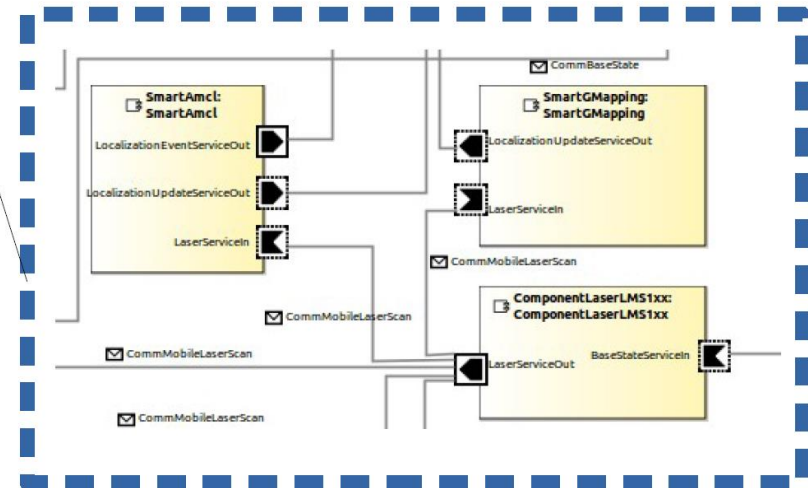 CommBaseState
SmartAmcl:
SmartAmcl
LocalizationEventServiceOut
LocalizationUpdateServiceOut
LaserServiceIn
SmartGMapping:
SmartGMapping
LocalizationUpdateServiceOut
LaserServiceIn
CommMobileLaserScan
CommMobileLaserScan
CommMobileLaserScan
CommMobileLaserScan
ComponentLaserLMS1xx:
ComponentLaserLMS1xx
LaserServiceOut
BaseStateServiceIn